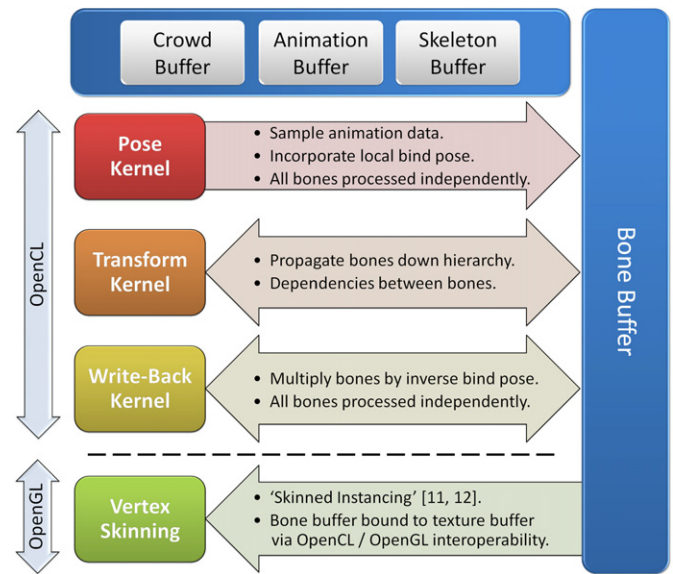 Crowd
Buffer
Animation
Buffer
Skeleton
Buffer
OpenCL
Pose
Kernel
• Sample animation data.
• Incorporate local bind pose.
• All bones processed independently.
Transform
Kernel
• Propagate bones down hierarchy.
• Dependencies between bones.
Write-Back
Kernel
• Multiply bones by inverse bind pose.
• All bones processed independently.
Bone Buffer
OpenGL
Vertex
Skinning
• ‘Skinned Instancing’ [11, 12].
• Bone buffer bound to texture buffer
via OpenCL / OpenGL interoperability.